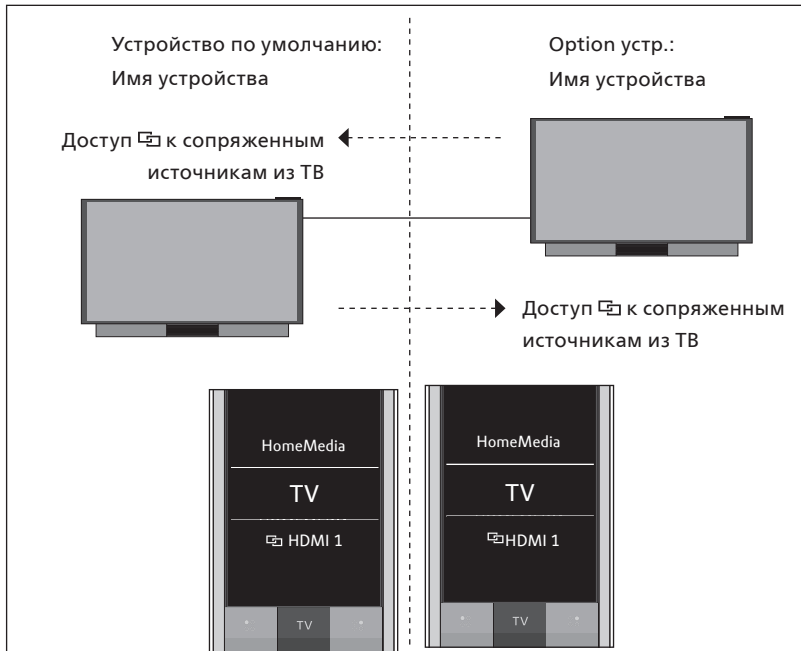 Устройство по умолчанию:
Имя устройства
Option устр.:
Имя устройства
Доступ к сопряженным
источникам из ТВ
Доступ к сопряженным
источникам из ТВ
HomeMedia
TV
HDMI 1
TV
HomeMedia
TV
HDMI 1
TV